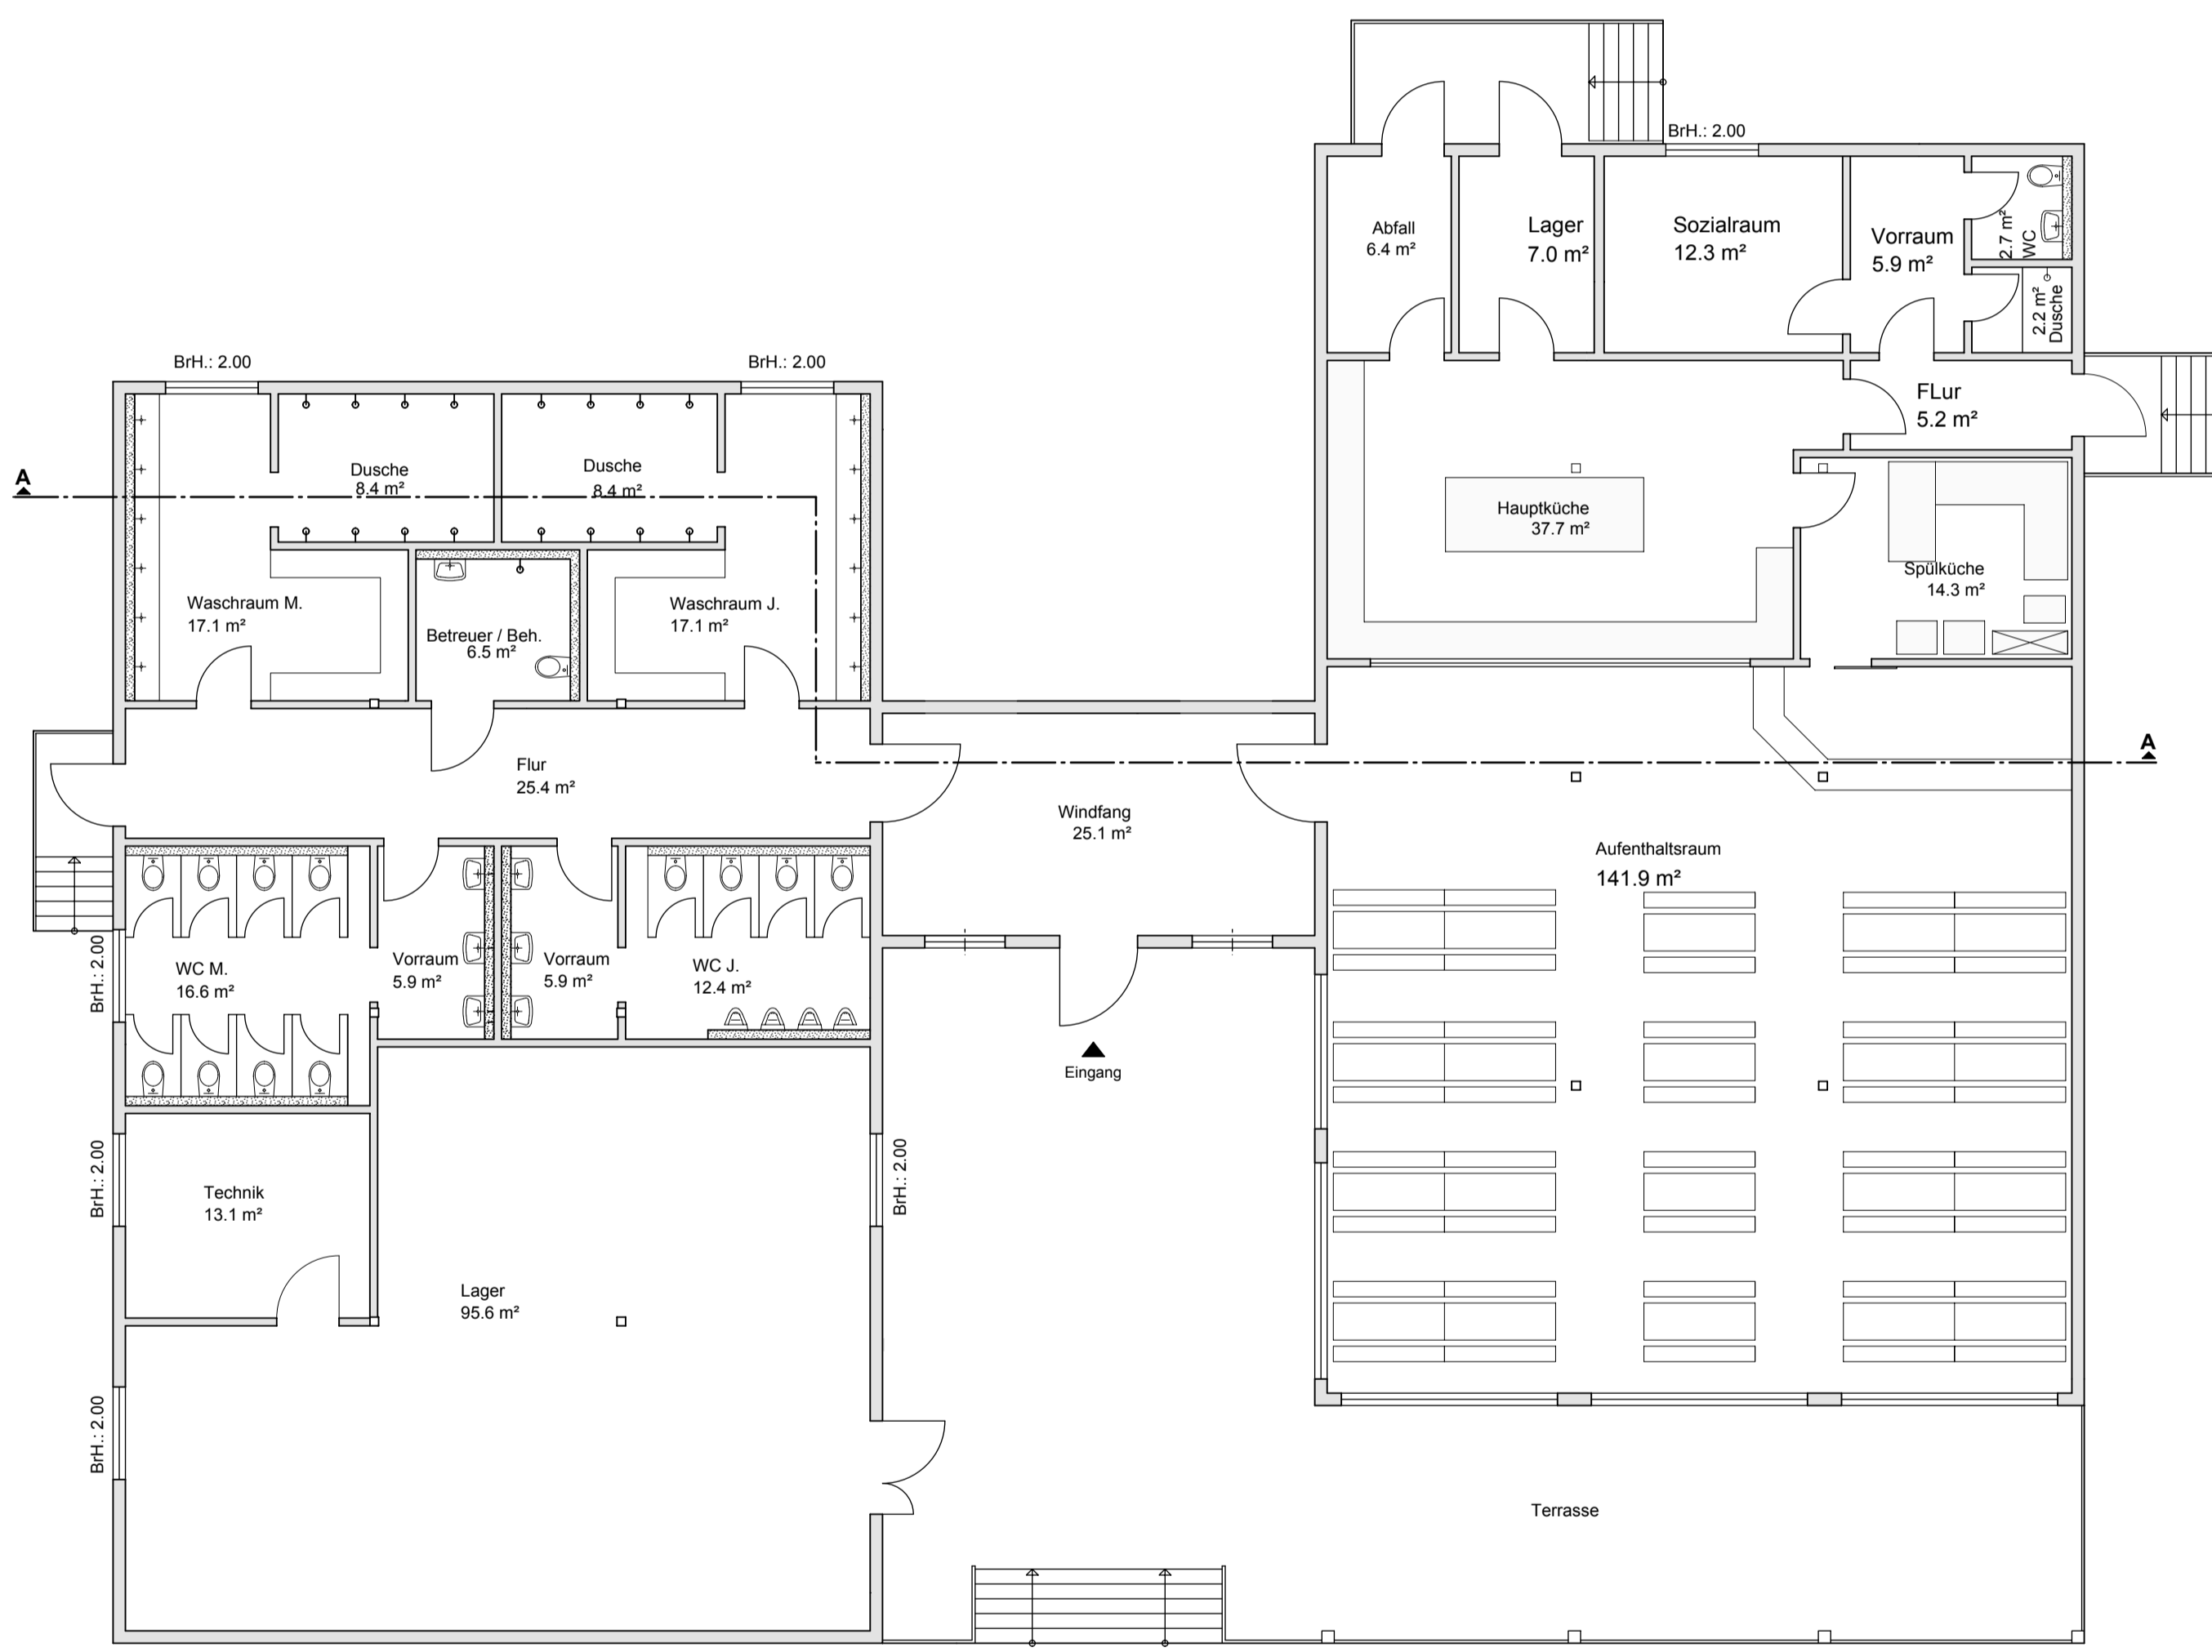 BrH.: 2.00
Abfall
6.4 m²
Lager
7.0 m²
Sozialraum
12.3 m²
Vorraum
5.9 m²
2.7 m²
WC
2.2 m²
Dusche
BrH.: 2.00
BrH.: 2.00
FLur
5.2 m²
A
Dusche
8.4 m²
Dusche
8.4 m²
Hauptküche
37.7 m²
Spülküche
14.3 m²
Waschraum M.
17.1 m²
Betreuer / Beh.
6.5 m²
Waschraum J.
17.1 m²
A
Flur
25.4 m²
Windfang
25.1 m²
Aufenthaltsraum
141.9 m²
BrH.: 2.00
WC M.
16.6 m²
Vorraum
5.9 m²
Vorraum
5.9 m²
WC J.
12.4 m²
Eingang
BrH.: 2.00
Technik
13.1 m²
BrH.: 2.00
Lager
95.6 m²
BrH.: 2.00
Terrasse